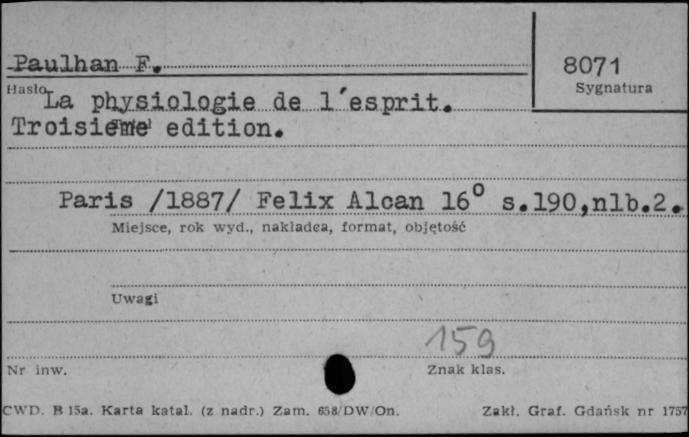 Paulhan F.
8071
Hasło
Sygnatura
La physiologie de l'esprit.
Troisième edition.
Paris /1887/ Felix Alcan 16° s.190,nlb.2.
Miejsce, rok wyd., nakładca, format, objętość
Uwagi
159
Nr inw.
Znak klas.
CWD. B 15a. Karta katal. (z nadr.) Zam. 658/DW/On.
Zakł. Graf. Gdańsk nr 1757